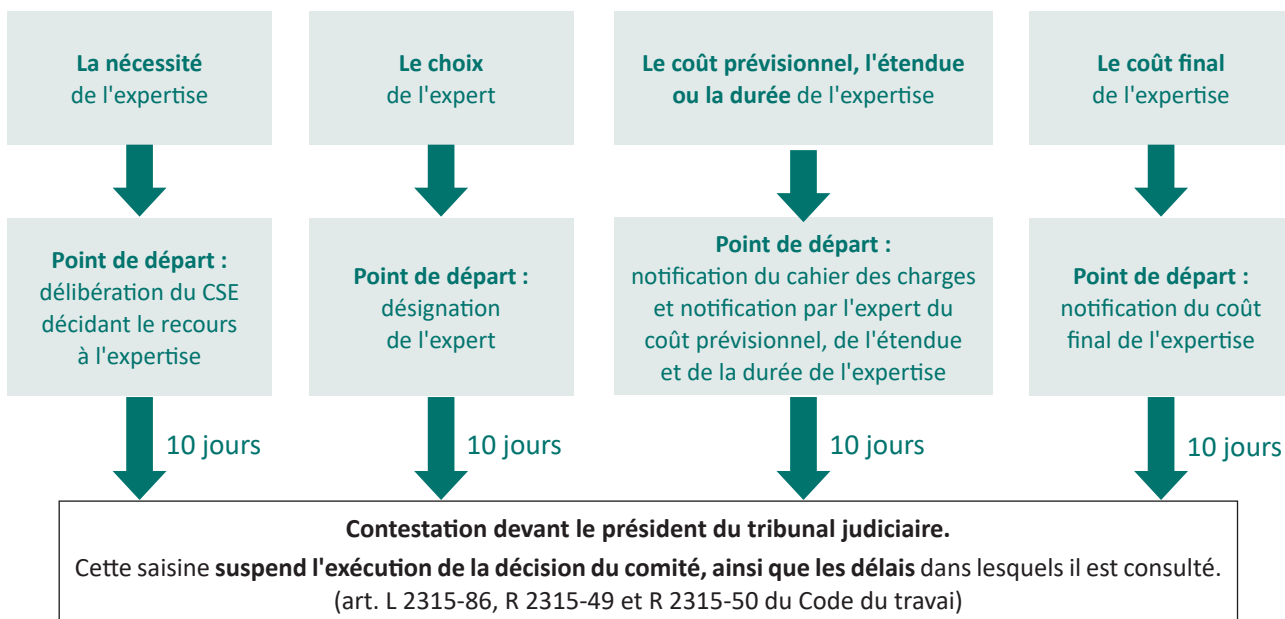 La nécessité
de l'expertise
Le choix
de l'expert
Le coût prévisionnel, l'étendue
ou la durée de l'expertise
Le coût final
de l'expertise
Point de départ :
délibération du CSE
décidant le recours
à l'expertise
Point de départ :
désignation
de l'expert
Point de départ :
notification du cahier des charges
et notification par l'expert du
coût prévisionnel, de l'étendue
et de la durée de l'expertise
Point de départ :
notification du coût
final de l'expertise
10 jours
10 jours
10 jours
10 jours
Contestation devant le président du tribunal judiciaire.
Cette saisine suspend l'exécution de la décision du comité, ainsi que les délais dans lesquels il est consulté.
(art. L 2315-86, R 2315-49 et R 2315-50 du Code du travai)